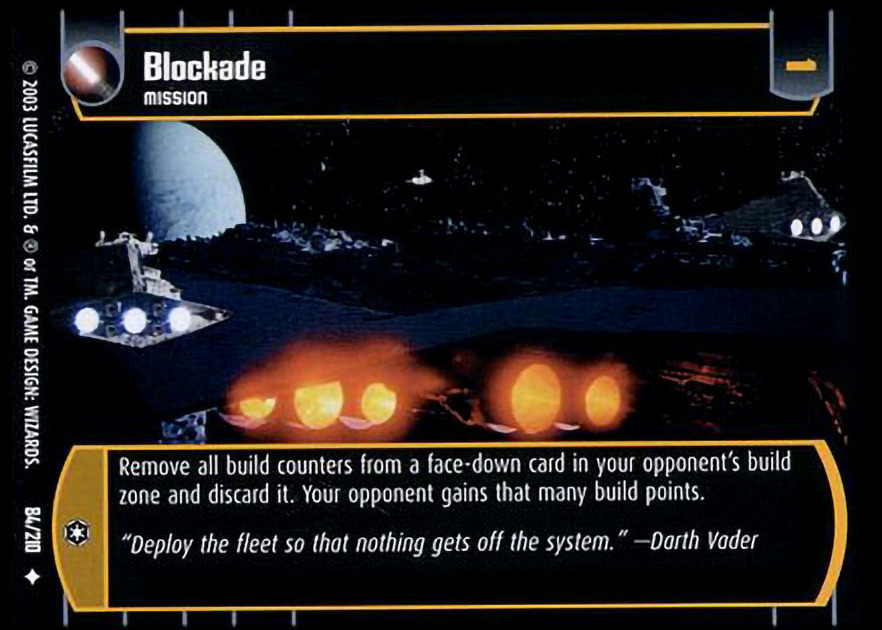 Blockade
MISSION
1
Remove all build counters from a face-down card in your opponent's build
zone and discard it. Your opponent gains that many build points.
"Deploy the fleet so that nothing gets off the system." —Darth Vader
© 2003 LUCASFILM LTD. & ® or TM. GAME DESIGN: WIZARDS. 84/210